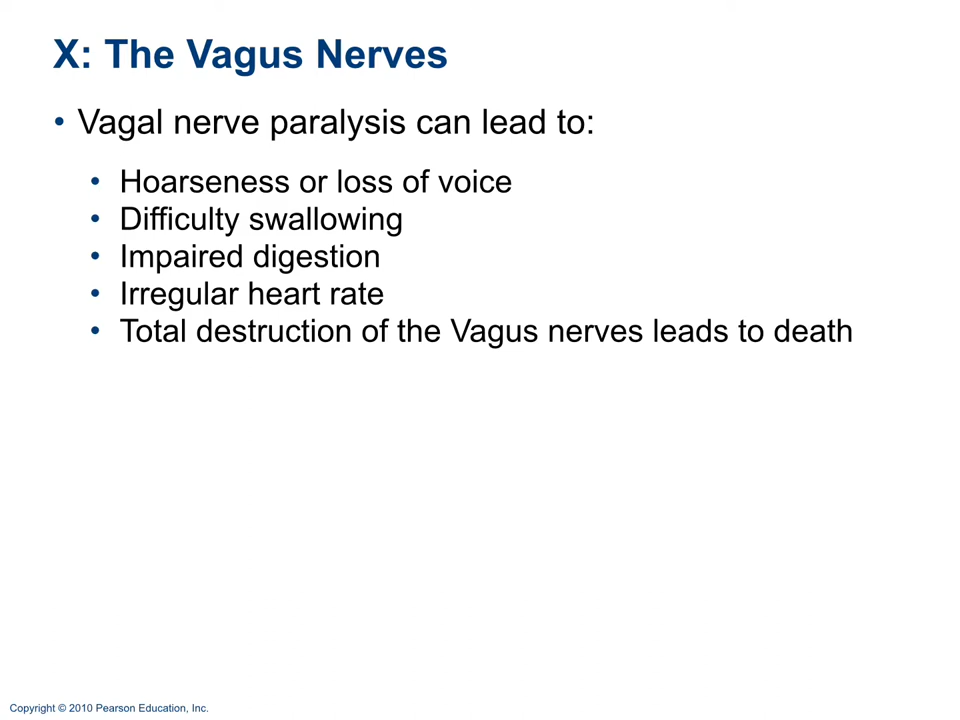 X: The Vagus Nerves
• Vagal nerve paralysis can lead to:
• Hoarseness or loss of voice
• Difficulty swallowing
• Impaired digestion
• Irregular heart rate
• Total destruction of the Vagus nerves leads to death
Copyright © 2010 Pearson Education, Inc.